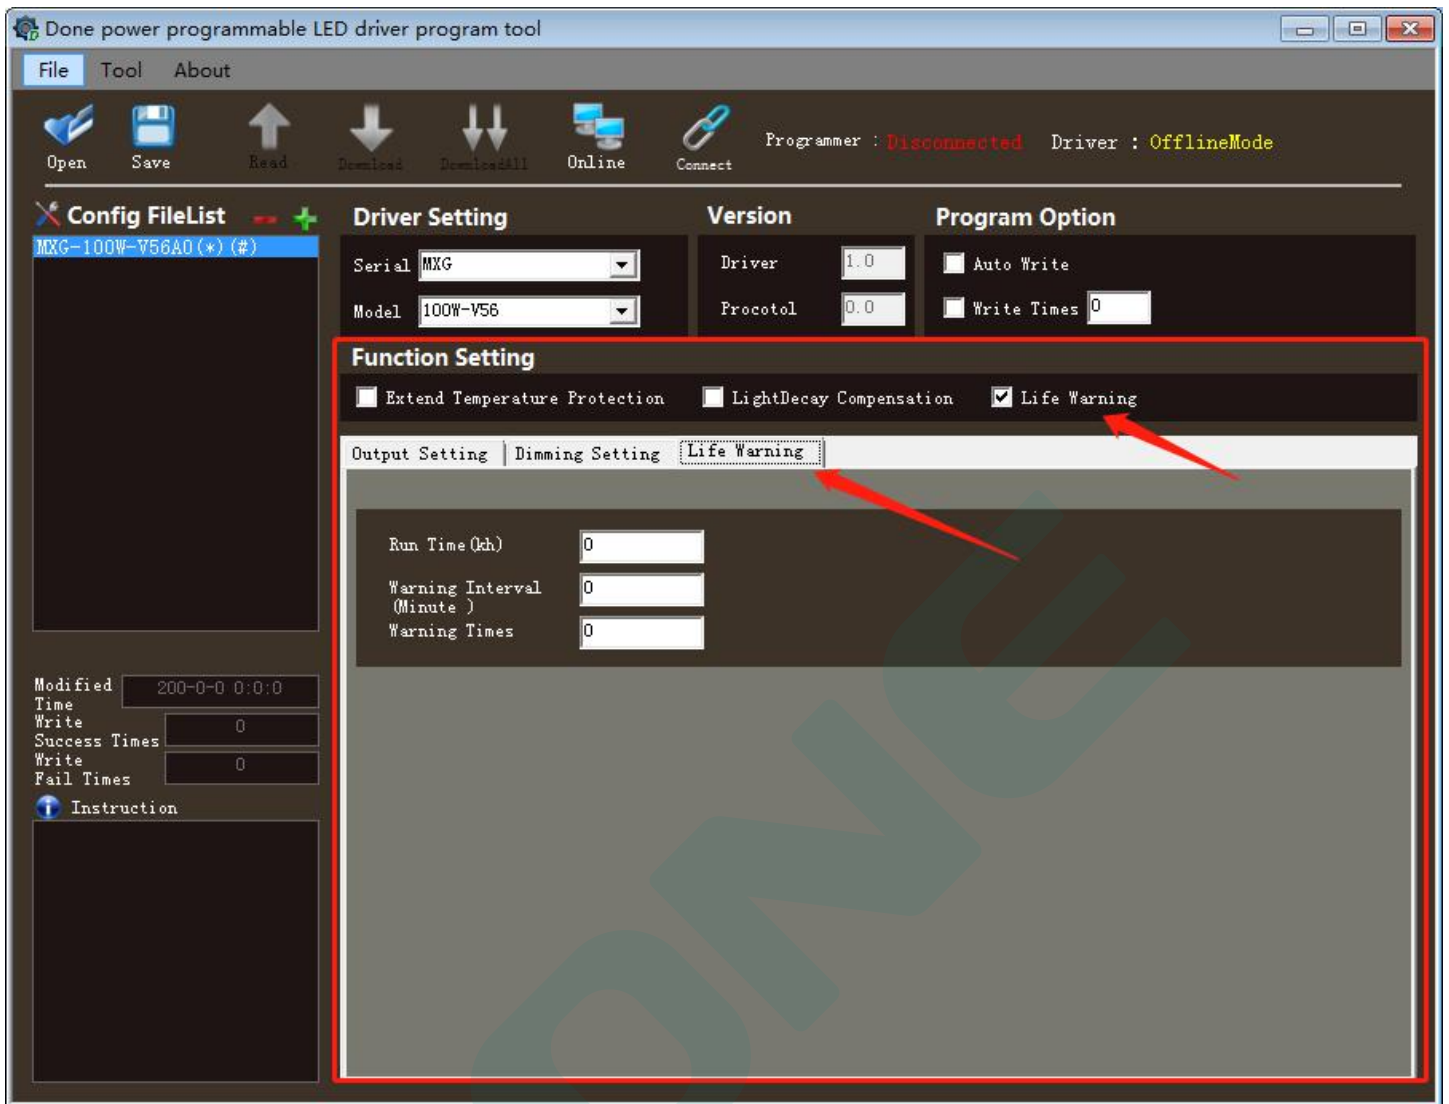 Done power programmable LED driver program tool
File Tool About
Open Save Read Download DownloadAll Online Connect Programmer : Disconnected Driver : OfflineMode
Config FileList
MXG-100W-V56A0(*)(#)
Driver Setting
Serial MXG
Model 100W-V56
Version
Driver 1.0
Procotol 0.0
Program Option
Auto Write
Write Times 0
Function Setting
Extend Temperature Protection LightDecay Compensation Life Warning
Output Setting Dimming Setting Life Warning
Run Time(kh) 0
Warning Interval 0
(Minute )
Warning Times 0
Modified 200-0-0 0:0:0
Time
Write 0
Success Times
Write 0
Fail Times
Instruction
ONE